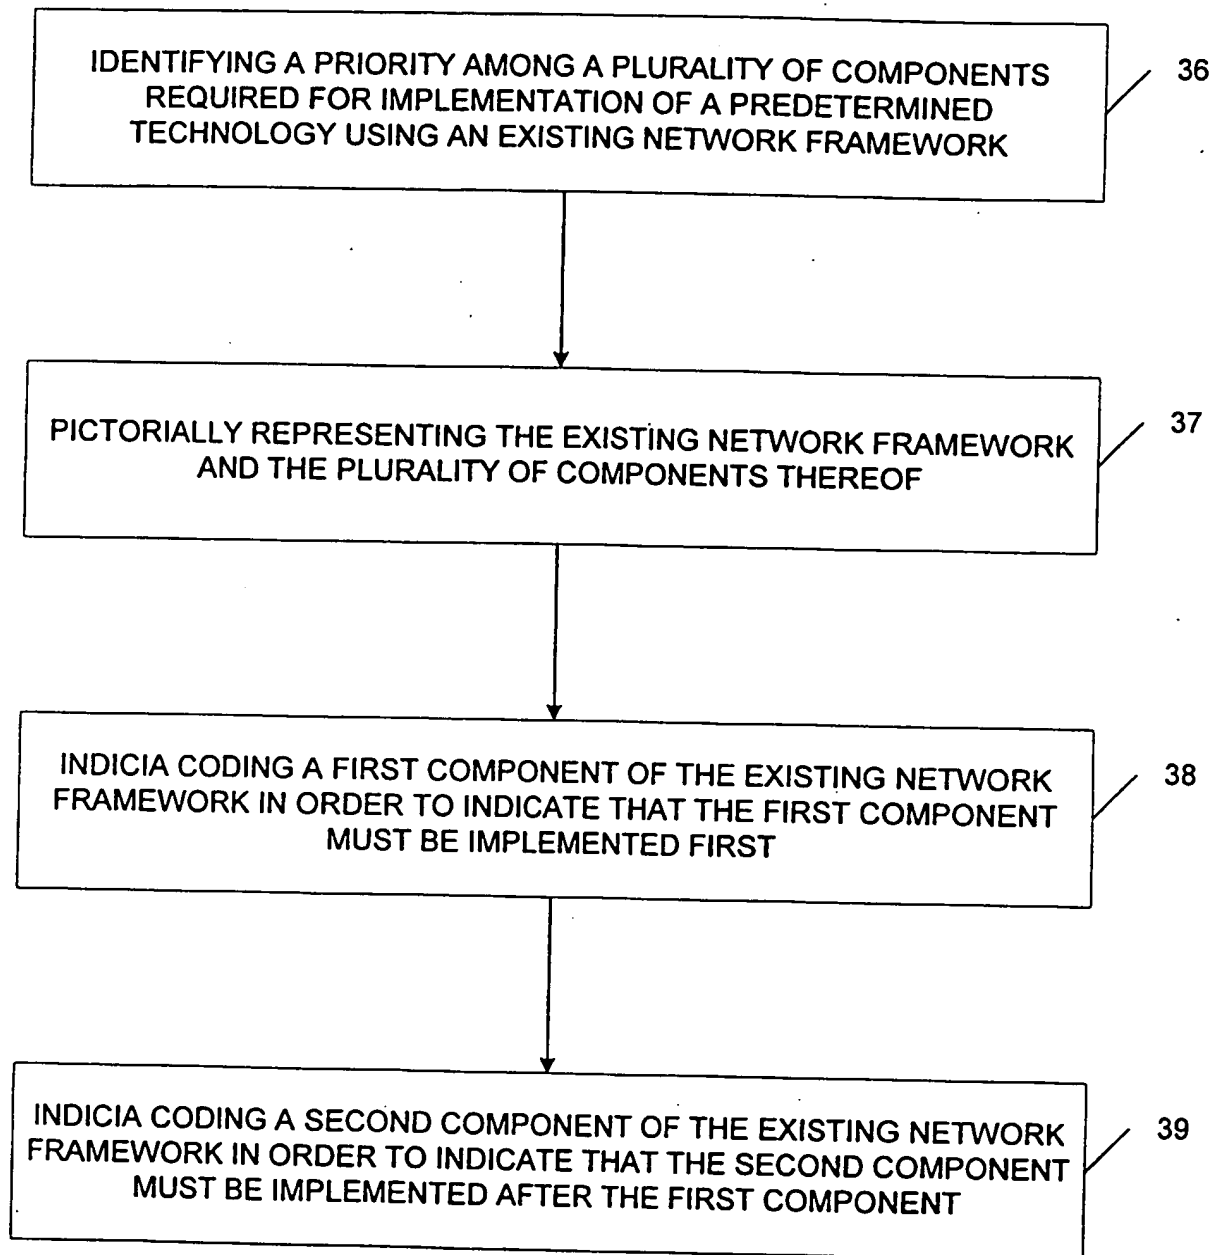 IDENTIFYING A PRIORITY AMONG A PLURALITY OF COMPONENTS
REQUIRED FOR IMPLEMENTATION OF A PREDETERMINED
TECHNOLOGY USING AN EXISTING NETWORK FRAMEWORK
36
PICTORIALLY REPRESENTING THE EXISTING NETWORK FRAMEWORK
AND THE PLURALITY OF COMPONENTS THEREOF
37
INDICIA CODING A FIRST COMPONENT OF THE EXISTING NETWORK
FRAMEWORK IN ORDER TO INDICATE THAT THE FIRST COMPONENT
MUST BE IMPLEMENTED FIRST
38
INDICIA CODING A SECOND COMPONENT OF THE EXISTING NETWORK
FRAMEWORK IN ORDER TO INDICATE THAT THE SECOND COMPONENT
MUST BE IMPLEMENTED AFTER THE FIRST COMPONENT
39